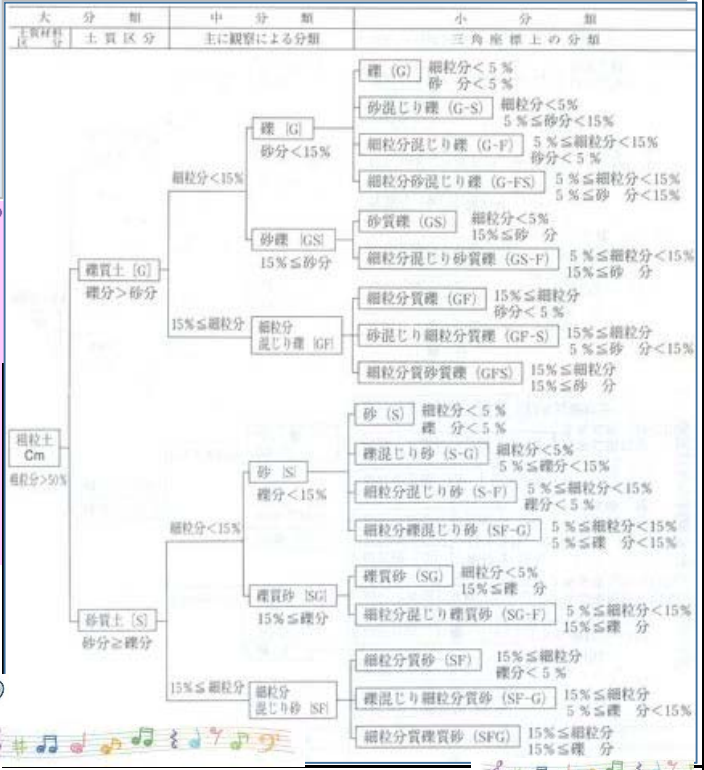 大 分 類 中 分 類 小 分 類
土質材料区分 土質区分 主に観察による分類 三角座標上の分類
粗粒土
Cm
粗粒分>50%
礫質土 [G]
礫分>砂分
細粒分<15%
礫 [G]
砂分<15%
礫 (G) 細粒分<5%
砂 分<5%
砂混じり礫 (G-S) 細粒分<5%
5%≦砂分<15%
細粒分混じり礫 (G-F) 5%≦細粒分<15%
砂分<5%
細粒分砂混じり礫 (G-FS) 5%≦細粒分<15%
5%≦砂 分<15%
砂礫 [GS]
15%≦砂分
砂質礫 (GS) 細粒分<5%
15%≦砂 分
細粒分混じり砂質礫 (GS-F) 5%≦細粒分<15%
15%≦砂 分
15%≦細粒分
細粒分
混じり礫 [GF]
細粒分質礫 (GF) 15%≦細粒分
砂分<5%
砂混じり細粒分質礫 (GF-S) 15%≦細粒分
5%≦砂 分<15%
細粒分質砂質礫 (GFS) 15%≦細粒分
15%≦砂 分
砂質土 [S]
砂分≧礫分
細粒分<15%
砂 [S]
礫分<15%
砂 (S) 細粒分<5%
礫 分<5%
礫混じり砂 (S-G) 細粒分<5%
5%≦礫分<15%
細粒分混じり砂 (S-F) 5%≦細粒分<15%
礫分<5%
細粒分礫混じり砂 (SF-G) 5%≦細粒分<15%
5%≦礫 分<15%
礫質砂 [SG]
15%≦礫分
礫質砂 (SG) 細粒分<5%
15%≦礫 分
細粒分混じり礫質砂 (SG-F) 5%≦細粒分<15%
15%≦礫 分
15%≦細粒分
細粒分
混じり砂 [SF]
細粒分質砂 (SF) 15%≦細粒分
礫分<5%
礫混じり細粒分質砂 (SF-G) 15%≦細粒分
5%≦礫 分<15%
細粒分質礫質砂 (SFG) 15%≦細粒分
15%≦礫 分